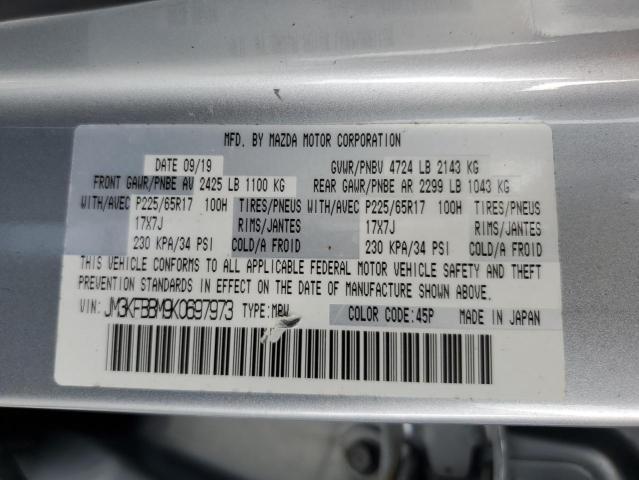 MFD. BY MAZDA MOTOR CORPORATION
DATE 09/19 GVWR/PNBV 4724 LB 2143 KG
FRONT GAWR/PNBE AV 2425 LB 1100 KG REAR GAWR/PNBE AR 2299 LB 1043 KG
WITH/AVEC P225/65R17 100H TIRES/PNEUS WITH/AVEC P225/65R17 100H TIRES/PNEUS
17X7J RIMS/JANTES 17X7J RIMS/JANTES
230 KPA/34 PSI COLD/A FROID 230 KPA/34 PSI COLD/A FROID
THIS VEHICLE CONFORMS TO ALL APPLICABLE FEDERAL MOTOR VEHICLE SAFETY AND THEFT
PREVENTION STANDARDS IN EFFECT ON THE DATE OF MANUFACTURE SHOWN ABOVE.
VIN: JM3KFBBM9K0697973 TYPE: MPV COLOR CODE: 45P MADE IN JAPAN